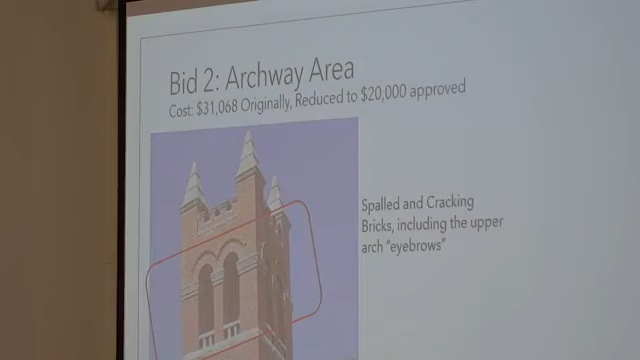 Bid 2: Archway Area
Cost: $31,068 Originally, Reduced to $20,000 approved
Spalled and Cracking
Bricks, including the upper
arch "eyebrows"